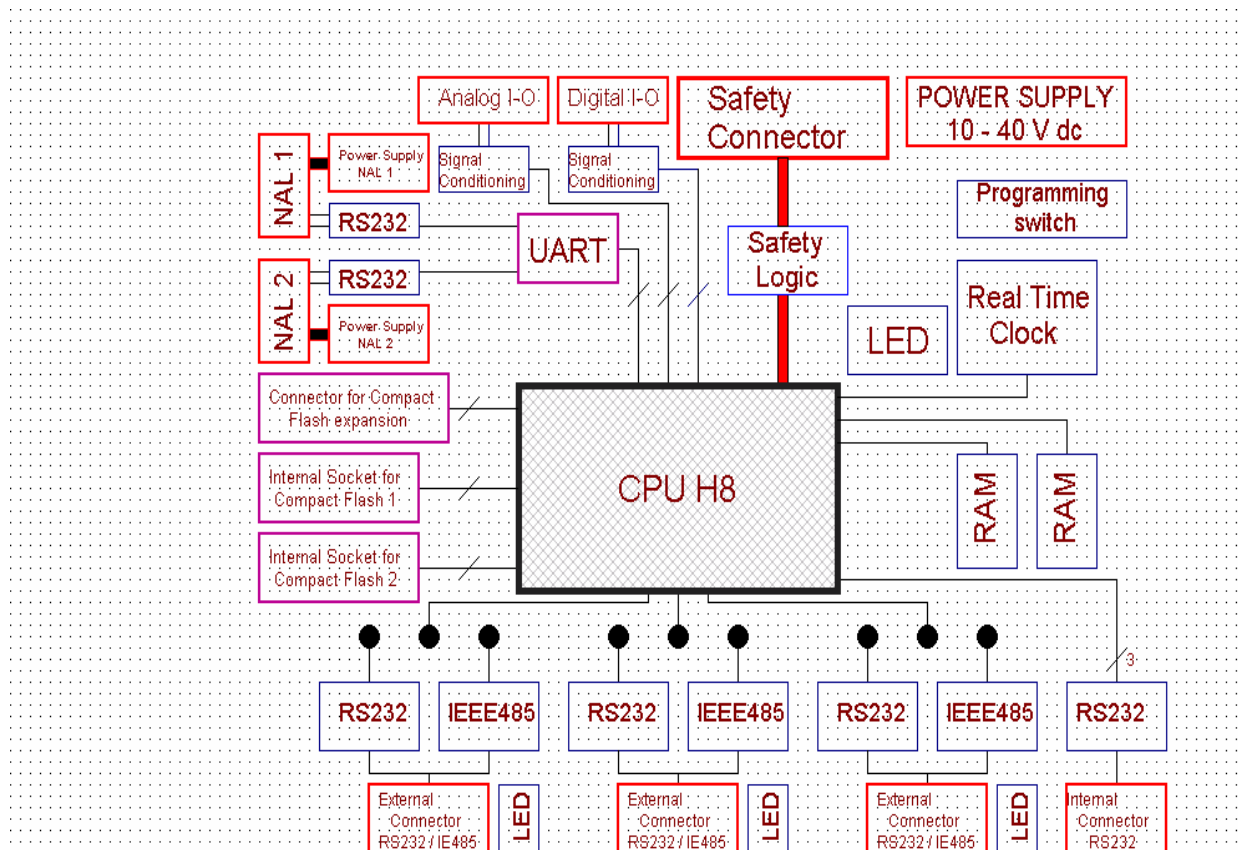 Analog I-O
Digital I-O
Safety
Connector
POWER SUPPLY
10 - 40 V dc
NAL 1
Power Supply
NAL 1
Signal
Conditioning
Signal
Conditioning
Programming
switch
RS232
UART
Safety
Logic
NAL 2
RS232
Power Supply
NAL 2
LED
Real Time
Clock
Connector for Compact
Flash expansion
Internal Socket for
Compact Flash 1
Internal Socket for
Compact Flash 2
CPU H8
RAM
RAM
3
RS232
IEEE485
RS232
IEEE485
RS232
IEEE485
RS232
External
Connector
RS232 / IE485
LED
External
Connector
RS232 / IE485
LED
External
Connector
RS232 / IE485
LED
Internal
Connector
RS232